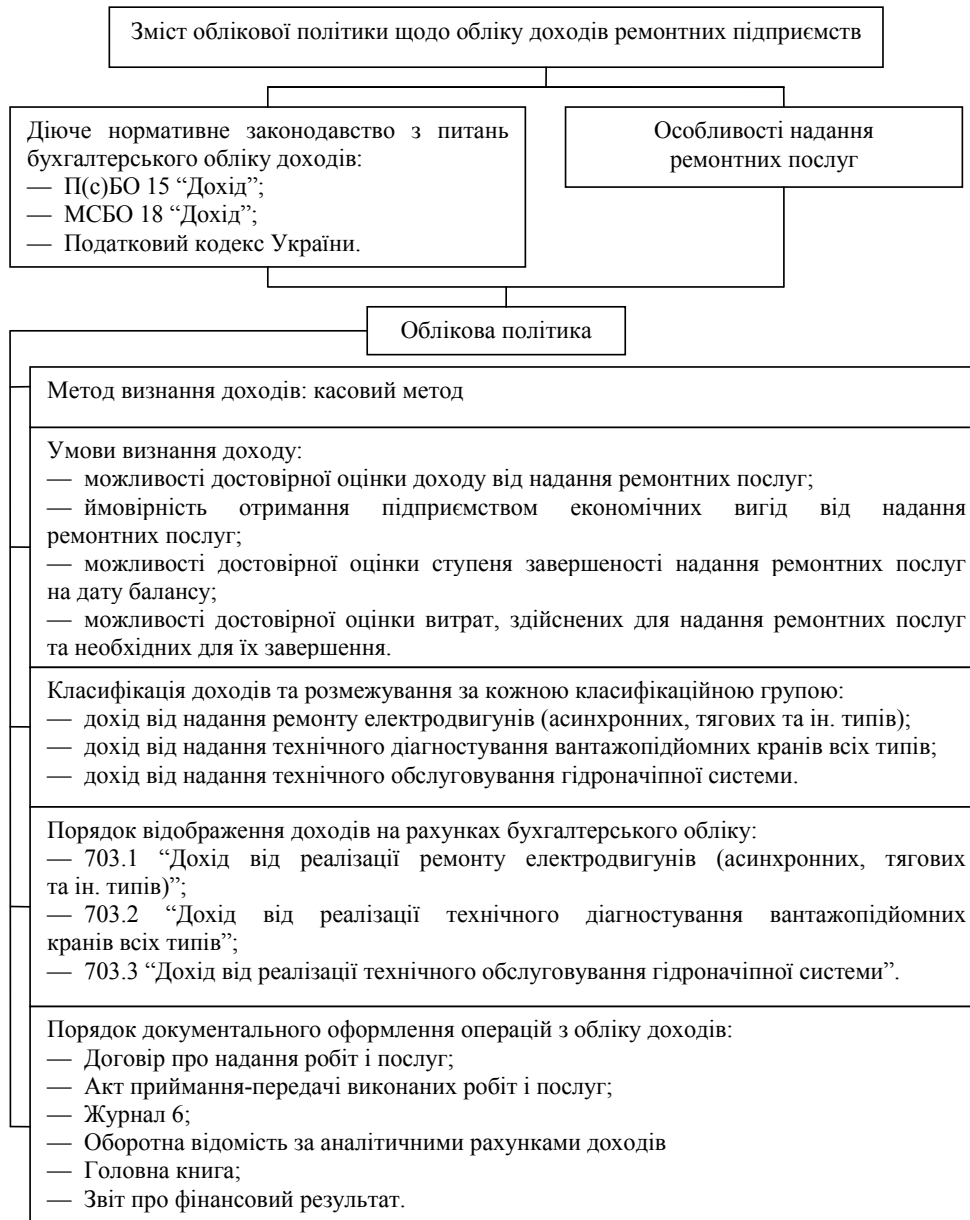 Зміст облікової політики щодо обліку доходів ремонтних підприємств
Діюче нормативне законодавство з питань
бухгалтерського обліку доходів:
— П(с)БО 15 “Дохід”;
— МСБО 18 “Дохід”;
— Податковий кодекс України.
Особливості надання
ремонтних послуг
Облікова політика
Метод визнання доходів: касовий метод
Умови визнання доходу:
— можливості достовірної оцінки доходу від надання ремонтних послуг;
— ймовірність отримання підприємством економічних вигід від надання
ремонтних послуг;
— можливості достовірної оцінки ступеня завершеності надання ремонтних послуг
на дату балансу;
— можливості достовірної оцінки витрат, здійснених для надання ремонтних послуг
та необхідних для їх завершення.
Класифікація доходів та розмежування за кожною класифікаційною групою:
— дохід від надання ремонту електродвигунів (асинхронних, тягових та ін. типів);
— дохід від надання технічного діагностування вантажопідйомних кранів всіх типів;
— дохід від надання технічного обслуговування гідроначіпної системи.
Порядок відображення доходів на рахунках бухгалтерського обліку:
— 703.1 “Дохід від реалізації ремонту електродвигунів (асинхронних, тягових
та ін. типів)”;
— 703.2 “Дохід від реалізації технічного діагностування вантажопідйомних
кранів всіх типів”;
— 703.3 “Дохід від реалізації технічного обслуговування гідроначіпної системи”.
Порядок документального оформлення операцій з обліку доходів:
— Договір про надання робіт і послуг;
— Акт приймання-передачі виконаних робіт і послуг;
— Журнал 6;
— Оборотна відомість за аналітичними рахунками доходів
— Головна книга;
— Звіт про фінансовий результат.